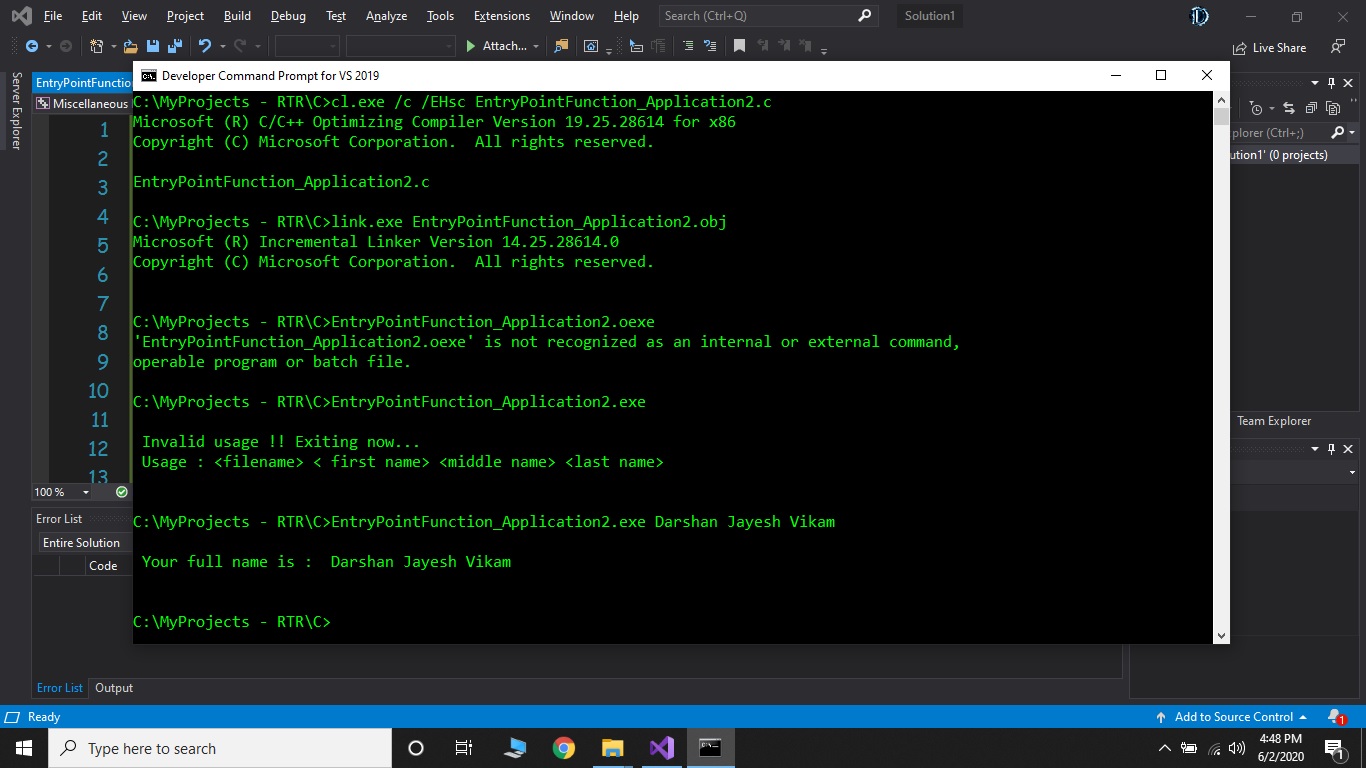 File Edit View Project Build Debug Test Analyze Tools Extensions Window Help Search (Ctrl+Q) Solution1
Attach...
Live Share
Server Explorer
EntryPointFunctio
Miscellaneous
1
2
3
4
5
6
7
8
9
10
11
12
13
100 %
Developer Command Prompt for VS 2019
C:\MyProjects - RTR\C>cl.exe /c /EHsc EntryPointFunction_Application2.c
Microsoft (R) C/C++ Optimizing Compiler Version 19.25.28614 for x86
Copyright (C) Microsoft Corporation.  All rights reserved.
EntryPointFunction_Application2.c
C:\MyProjects - RTR\C>link.exe EntryPointFunction_Application2.obj
Microsoft (R) Incremental Linker Version 14.25.28614.0
Copyright (C) Microsoft Corporation.  All rights reserved.
C:\MyProjects - RTR\C>EntryPointFunction_Application2.oexe
'EntryPointFunction_Application2.oexe' is not recognized as an internal or external command,
operable program or batch file.
C:\MyProjects - RTR\C>EntryPointFunction_Application2.exe
Invalid usage !! Exiting now...
Usage : <filename> < first name> <middle name> <last name>
C:\MyProjects - RTR\C>EntryPointFunction_Application2.exe Darshan Jayesh Vikam
Your full name is :  Darshan Jayesh Vikam
C:\MyProjects - RTR\C>
plorer (Ctrl+;)
ution1' (0 projects)
Team Explorer
Error List
Entire Solution
Code
Error List Output
Ready
Add to Source Control
1
Type here to search
4:48 PM
6/2/2020
1